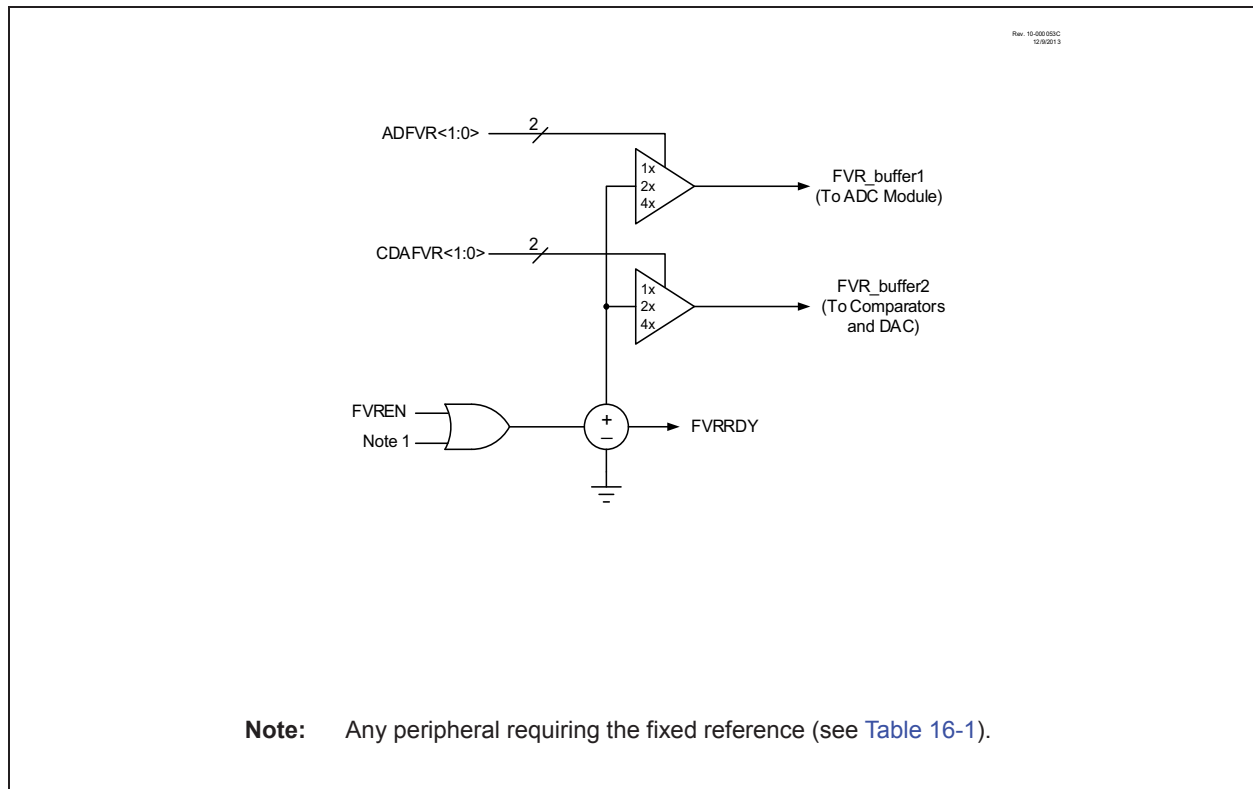 Rev. 10-000053C
12/9/2013
ADFVR<1:0>
2
1x
2x
4x
FVR_buffer1
(To ADC Module)
CDAFVR<1:0>
2
1x
2x
4x
FVR_buffer2
(To Comparators
and DAC)
FVREN
Note 1
+
–
FVRRDY
Note: Any peripheral requiring the fixed reference (see Table 16-1).